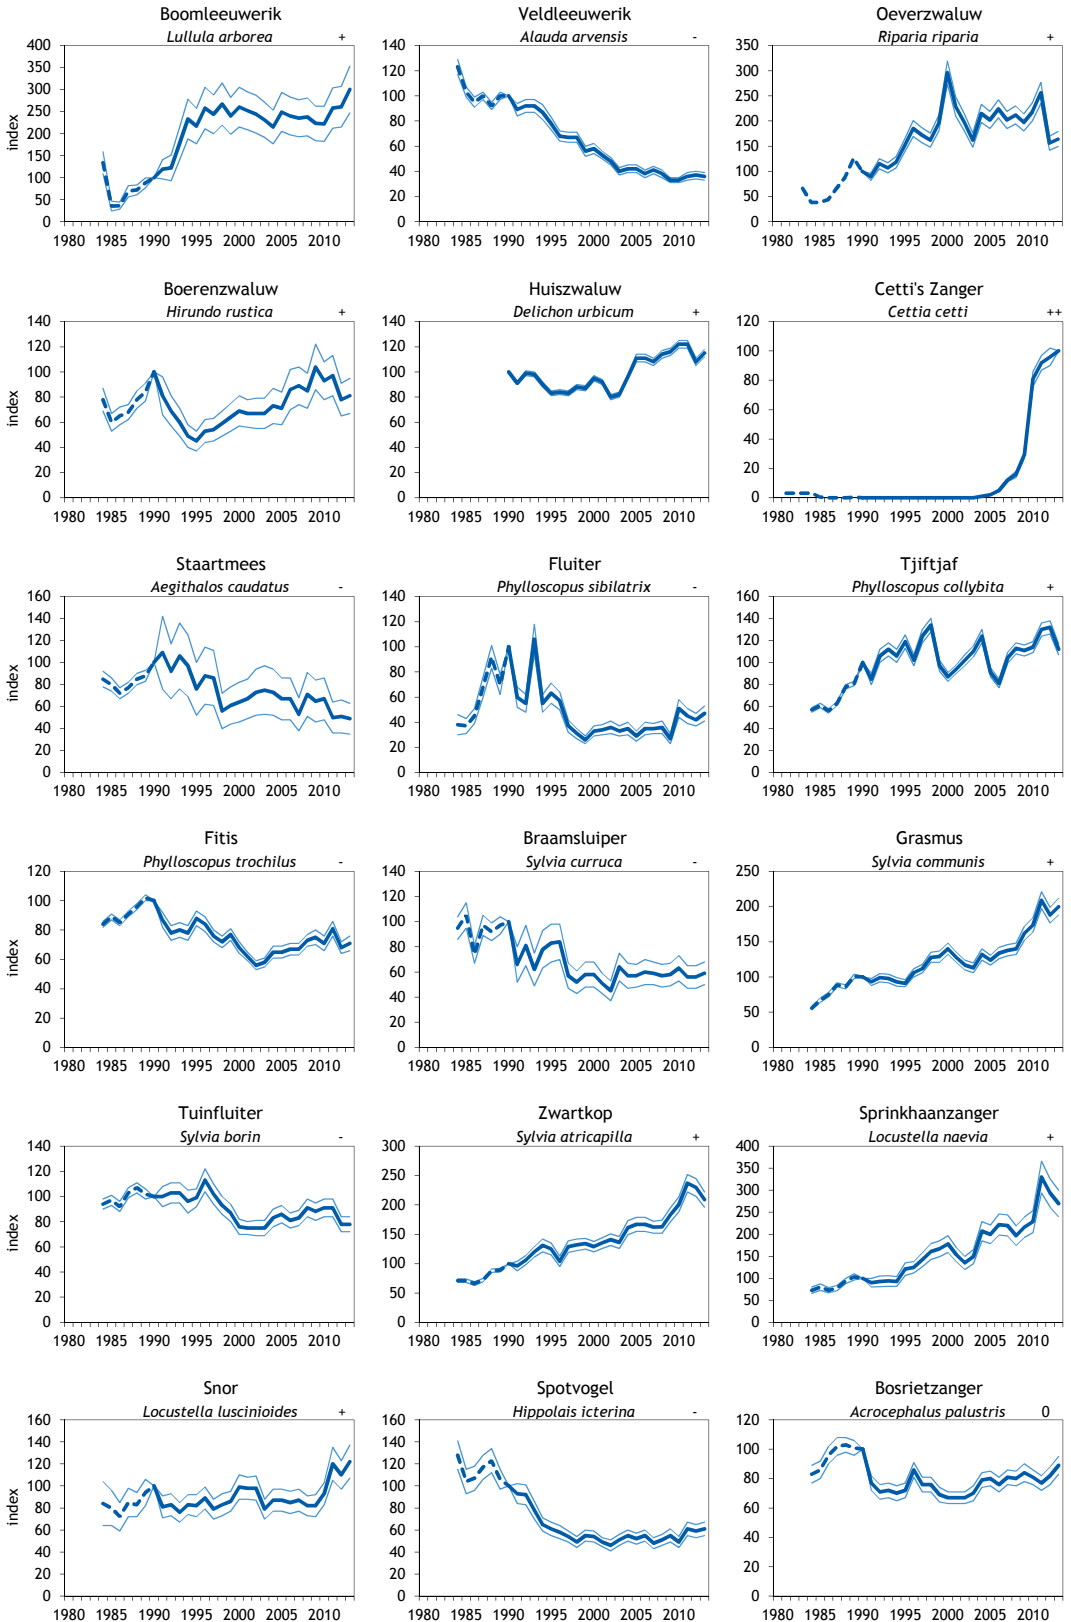 Boomleeuwerik Veldleeuwerik Oeverzwaluw
Lullula arborea + Alauda arvensis - Riparia riparia +
400 140 350
350 120 300
300 100 250
250 80 200
200 60 150
150 40 100
100 20 50
50 0 0
0
index
1980 1985 1990 1995 2000 2005 2010 1980 1985 1990 1995 2000 2005 2010 1980 1985 1990 1995 2000 2005 2010
Boerenzwaluw Huiszwaluw Cetti's Zanger
Hirundo rustica + Delichon urbicum + Cettia cetti ++
140 140 120
120 120 100
100 100 80
80 80 60
60 60 40
40 40 20
20 20 0
0 0
index
1980 1985 1990 1995 2000 2005 2010 1980 1985 1990 1995 2000 2005 2010 1980 1985 1990 1995 2000 2005 2010
Staartmees Fluiter Tjiftjaf
Aegithalos caudatus - Phylloscopus sibilatrix - Phylloscopus collybita +
160 140 160
140 120 140
120 100 120
100 80 100
80 60 80
60 40 60
40 20 40
20 0 20
0 0
index
1980 1985 1990 1995 2000 2005 2010 1980 1985 1990 1995 2000 2005 2010 1980 1985 1990 1995 2000 2005 2010
Fitis Braamsluiper Grasmus
Phylloscopus trochilus - Sylvia curruca - Sylvia communis +
120 140 250
100 120 200
80 100 150
60 80 100
40 60 50
20 40 0
0 20
0
index
1980 1985 1990 1995 2000 2005 2010 1980 1985 1990 1995 2000 2005 2010 1980 1985 1990 1995 2000 2005 2010
Tuinfluiter Zwartkop Sprinkhaanzanger
Sylvia borin - Sylvia atricapilla + Locustella naevia +
140 300 400
120 250 350
100 200 300
80 150 250
60 100 200
40 50 150
20 0 100
0 50
0
index
1980 1985 1990 1995 2000 2005 2010 1980 1985 1990 1995 2000 2005 2010 1980 1985 1990 1995 2000 2005 2010
Snor Spotvogel Bosrietzanger
Locustella luscinioides + Hippolais icterina - Acrocephalus palustris 0
160 160 120
140 140 100
120 120 80
100 100 60
80 80 40
60 60 20
40 40 0
20 20
0 0
index
1980 1985 1990 1995 2000 2005 2010 1980 1985 1990 1995 2000 2005 2010 1980 1985 1990 1995 2000 2005 2010